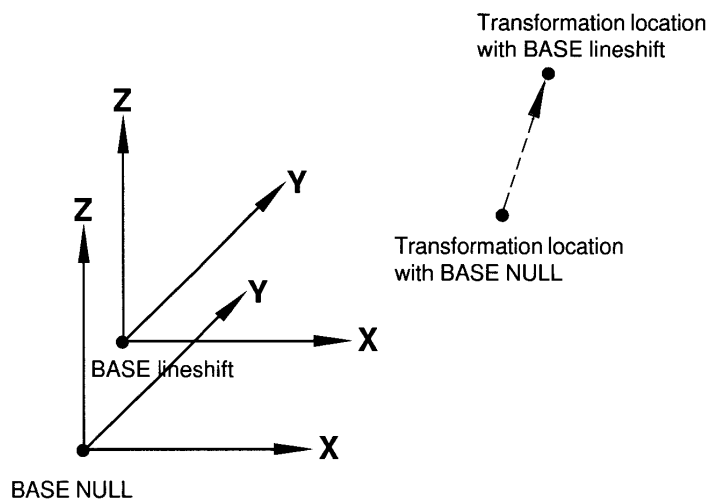 Transformation location
with BASE lineshift
Z
Y
Z
Transformation location
with BASE NULL
Y
X
BASE lineshift
X
BASE NULL